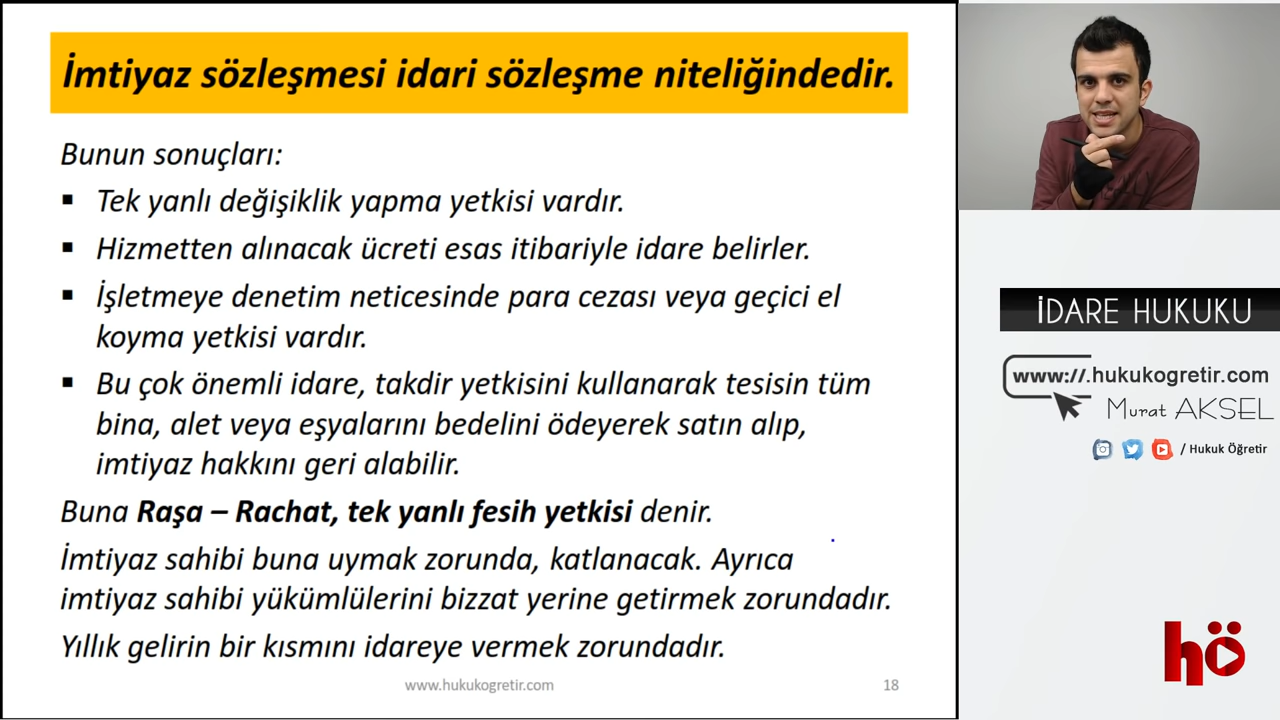 İmtiyaz sözleşmesi idari sözleşme niteliğindedir.
Bunun sonuçları:
▪ Tek yanlı değişiklik yapma yetkisi vardır.
▪ Hizmetten alınacak ücreti esas itibariyle idare belirler.
▪ İşletmeye denetim neticesinde para cezası veya geçici el
koyma yetkisi vardır.
▪ Bu çok önemli idare, takdir yetkisini kullanarak tesisin tüm
bina, alet veya eşyalarını bedelini ödeyerek satın alıp,
imtiyaz hakkını geri alabilir.
Buna Raşa – Rachat, tek yanlı fesih yetkisi denir.
İmtiyaz sahibi buna uymak zorunda, katlanacak. Ayrıca
imtiyaz sahibi yükümlülerini bizzat yerine getirmek zorundadır.
Yıllık gelirin bir kısmını idareye vermek zorundadır.
www.hukukogretir.com
18
İDARE HUKUKU
www://.hukukogretir.com
Murat AKSEL
/ Hukuk Öğretir
hö